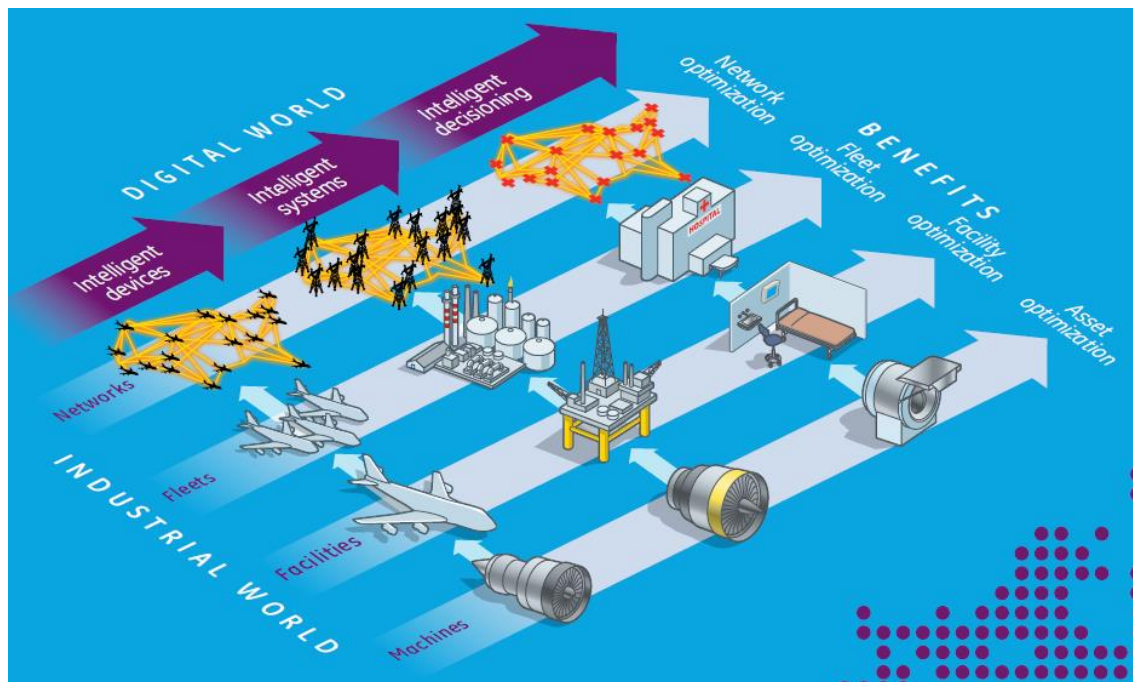 DIGITAL WORLD
Intelligent
devices
Intelligent
systems
Intelligent
decisioning
Network
optimization
Fleet
optimization
Facility
optimization
Asset
optimization
BENEFITS
HOSPITAL
Networks
Fleets
Facilities
Machines
INDUSTRIAL WORLD